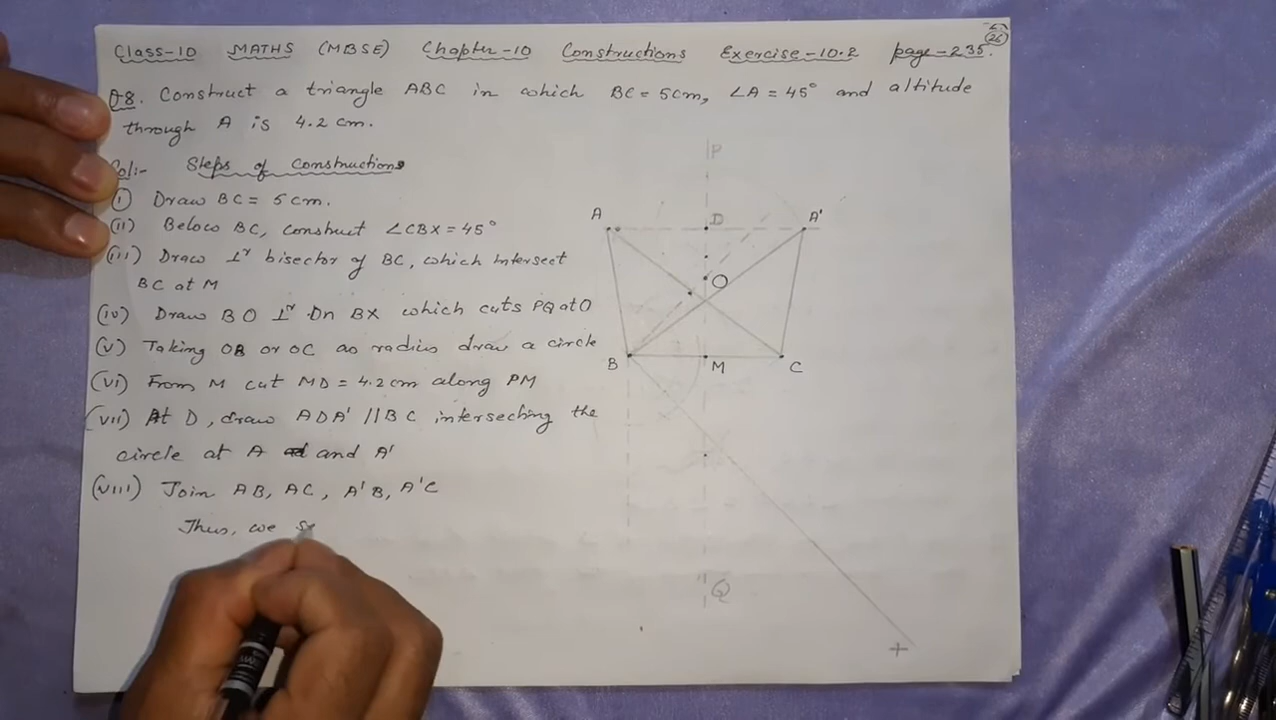 26
Class-10 MATHS (MBSE) Chapter-10 Constructions Exercise-10.2 page-235.
Q8. Construct a triangle ABC in which BC = 5cm, ∠A = 45° and altitude
through A is 4.2 cm.
Sol:- Steps of constructions
(i) Draw BC = 5 cm.
(ii) Below BC, construct ∠CBX = 45°
(iii) Draw ⊥r bisector of BC, which intersect
BC at M
(iv) Draw BO ⊥r On BX which cuts PQ at O
(v) Taking OB or OC as radius draw a circle
(vi) From M cut MD = 4.2 cm along PM
(vii) At D, draw ADA' // BC intersecting the
circle at A and A'
(viii) Join AB, AC, A'B, A'C
Thus, we
P
A D A'
O
B M C
Q